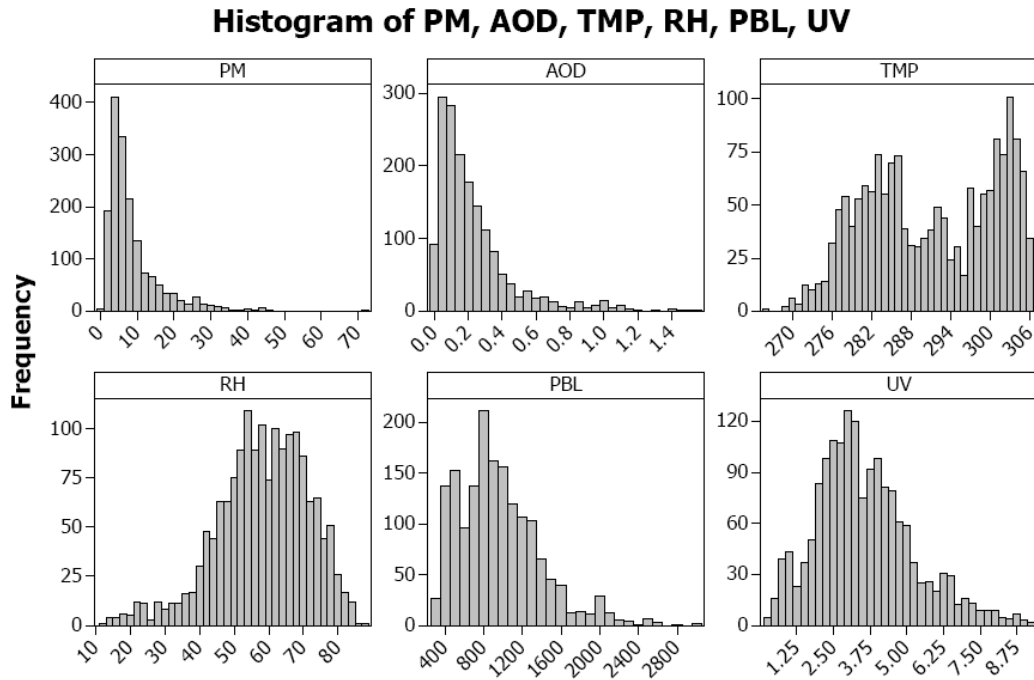 Histogram of PM, AOD, TMP, RH, PBL, UV
PM AOD TMP
400
300
200
100
0
0 10 20 30 40 50 60 70
300
200
100
0
0.0 0.2 0.4 0.6 0.8 1.0 1.2 1.4
100
75
50
25
0
270 276 282 288 294 300 306
Frequency
RH PBL UV
100
75
50
25
0
10 20 30 40 50 60 70 80
200
150
100
50
0
400 800 1200 1600 2000 2400 2800
120
90
60
30
0
1.25 2.50 3.75 5.00 6.25 7.50 8.75